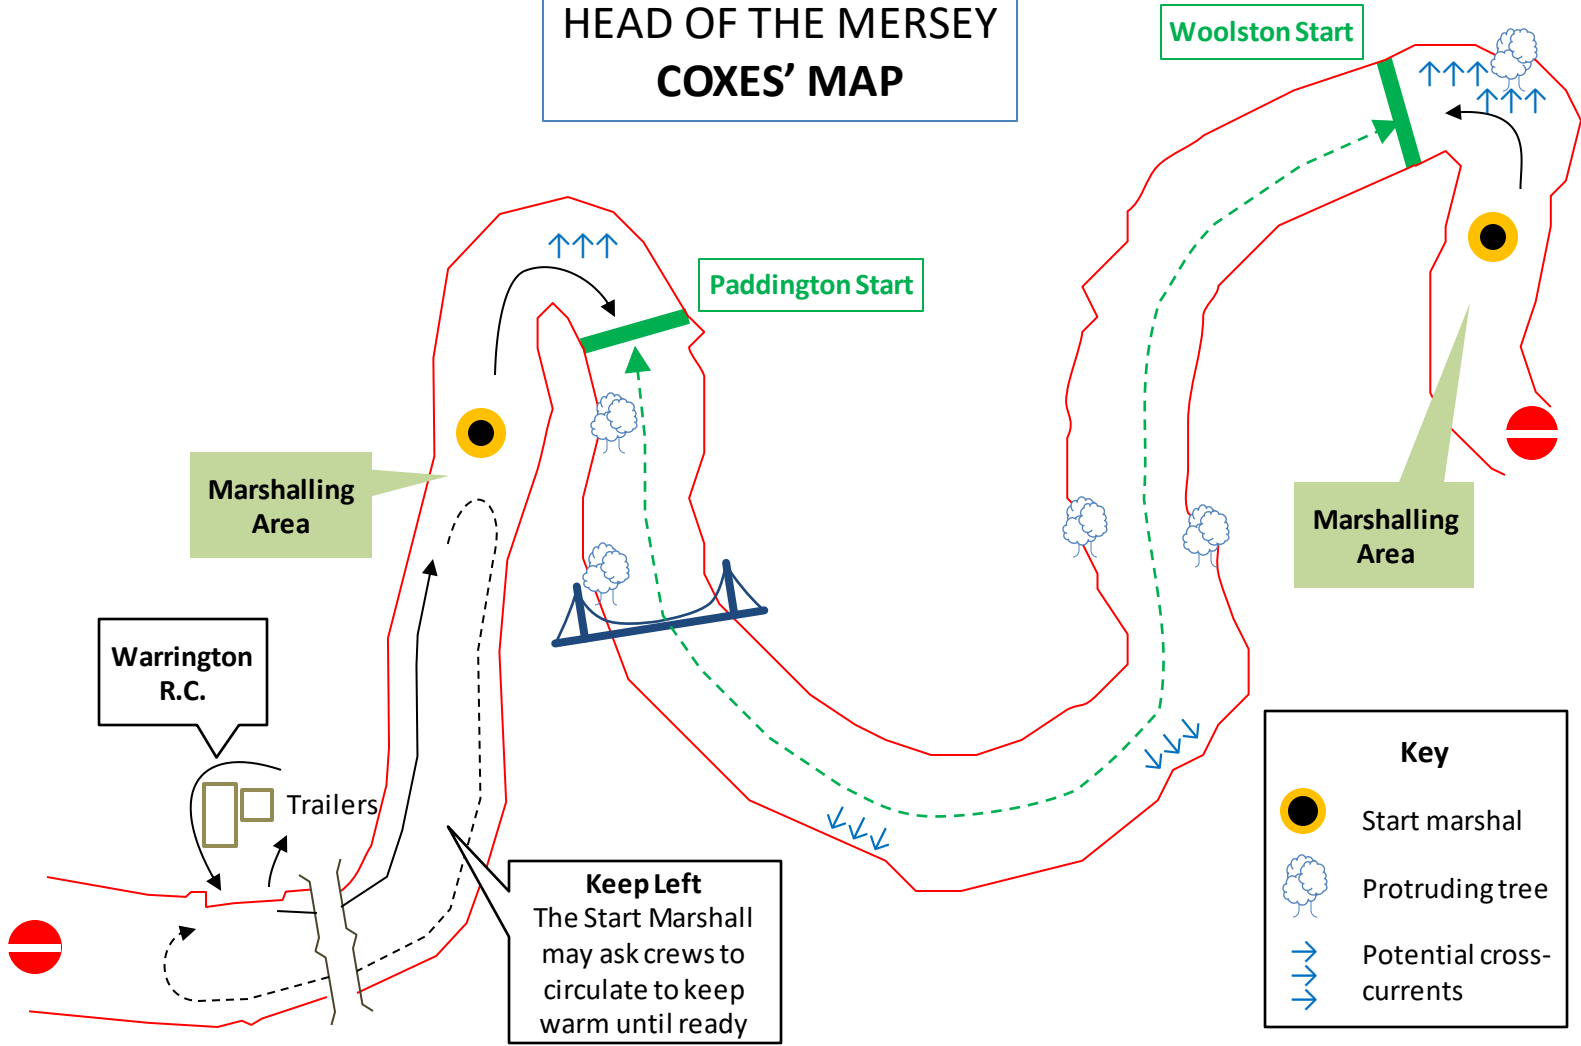 HEAD OF THE MERSEY
COXES’ MAP
Woolston Start
Paddington Start
Marshalling
Area
Marshalling
Area
Warrington
R.C.
Trailers
Keep Left
The Start Marshall
may ask crews to
circulate to keep
warm until ready
Key
Start marshal
Protruding tree
Potential cross-
currents